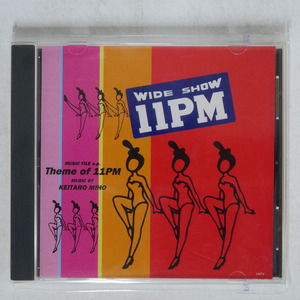 WIDE SHOW
11PM
MUSIC FILE e.p.
Theme of 11PM
MUSIC BY
KEITARO MIHO